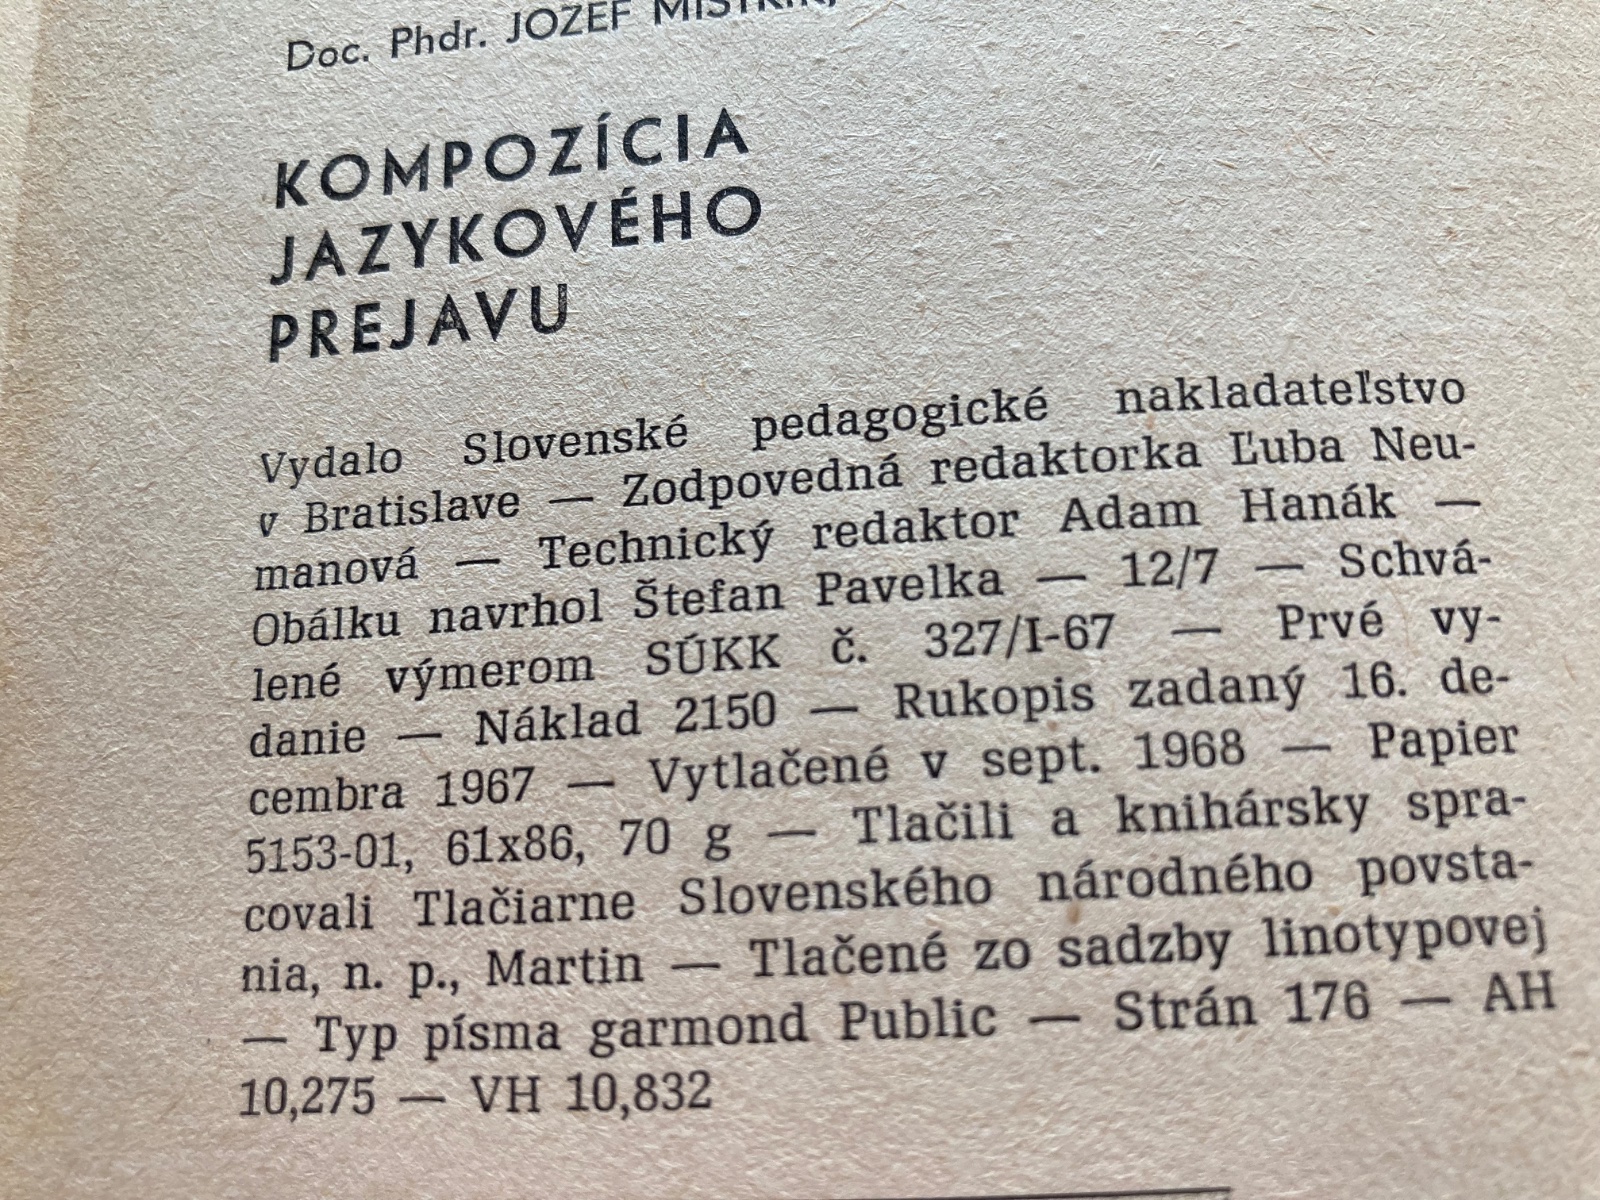 Doc. Phdr. JOZEF MISTRÍK,
KOMPOZÍCIA
JAZYKOVÉHO
PREJAVU
Vydalo Slovenské pedagogické nakladateľstvo
v Bratislave — Zodpovedná redaktorka Ľuba Neu-
manová — Technický redaktor Adam Hanák —
Obálku navrhol Štefan Pavelka — 12/7 — Schvá-
lené výmerom SÚKK č. 327/I-67 — Prvé vy-
danie — Náklad 2150 — Rukopis zadaný 16. de-
cembra 1967 — Vytlačené v sept. 1968 — Papier
5153-01, 61x86, 70 g — Tlačili a knihársky spra-
covali Tlačiarne Slovenského národného povsta-
nia, n. p., Martin — Tlačené zo sadzby linotypovej
— Typ písma garmond Public — Strán 176 — AH
10,275 — VH 10,832